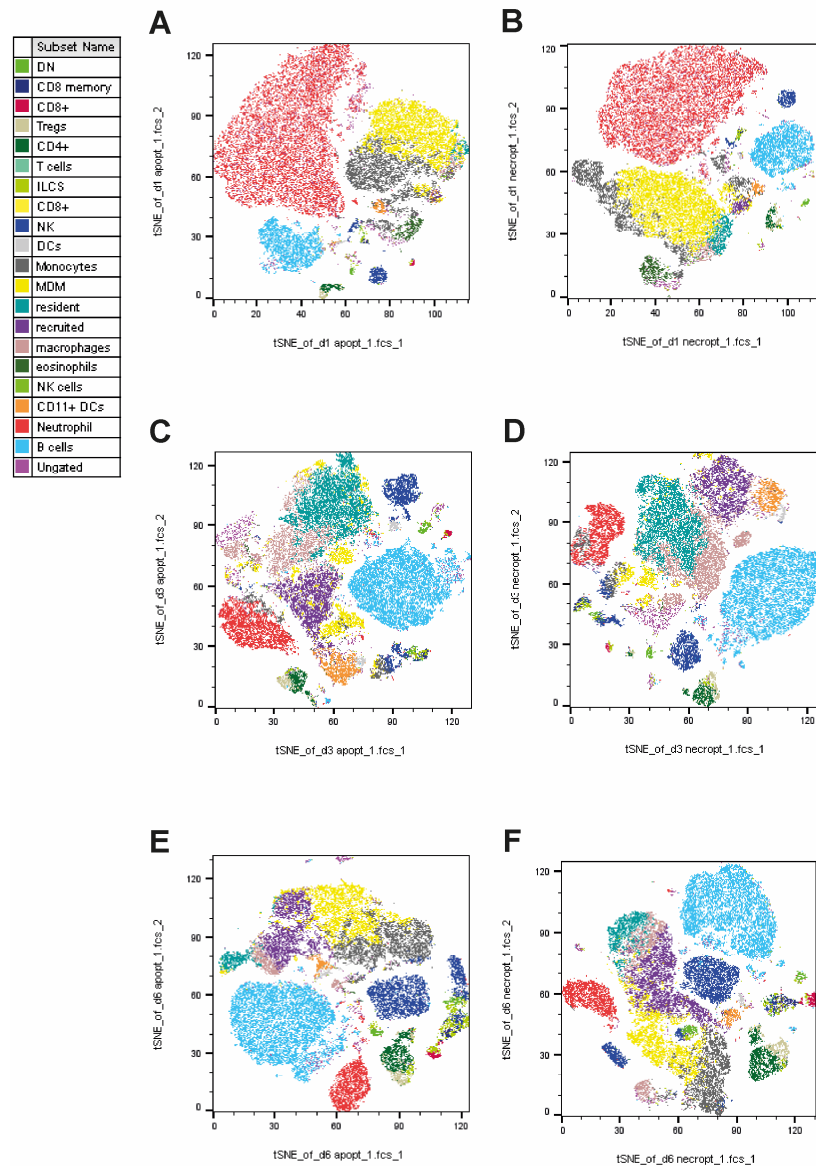 Subset Name
DN
CD8 memory
CD8+
Tregs
CD4+
T cells
ILCS
CD8+
NK
DCs
Monocytes
MDM
resident
recruited
macrophages
eosinophils
NK cells
CD11+ DCs
Neutrophil
B cells
Ungated
A
tSNE_of_d1 apopt_1.fcs_2
120
90
60
30
0
0 20 40 60 80 100
tSNE_of_d1 apopt_1.fcs_1
B
tSNE_of_d1 necropt_1.fcs_2
120
90
60
30
0
0 20 40 60 80 100
tSNE_of_d1 necropt_1.fcs_1
C
tSNE_of_d3 apopt_1.fcs_2
120
90
60
30
0
0 30 60 90 120
tSNE_of_d3 apopt_1.fcs_1
D
tSNE_of_d3 necropt_1.fcs_2
120
90
60
30
0
0 30 60 90 120
tSNE_of_d3 necropt_1.fcs_1
E
tSNE_of_d6 apopt_1.fcs_2
120
90
60
30
0
0 30 60 90 120
tSNE_of_d6 apopt_1.fcs_1
F
tSNE_of_d6 necropt_1.fcs_2
120
90
60
30
0
0 30 60 90 120
tSNE_of_d6 necropt_1.fcs_1